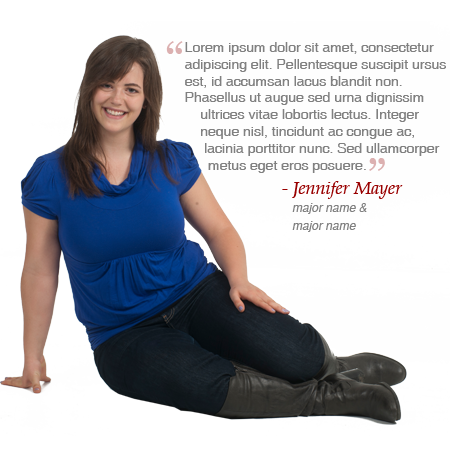 “Lorem ipsum dolor sit amet, consectetur
adipiscing elit. Pellentesque suscipit ursus
est, id accumsan lacus blandit non.
Phasellus ut augue sed urna dignissim
ultrices vitae lobortis lectus. Integer
neque nisl, tincidunt ac congue ac,
lacinia porttitor nunc. Sed ullamcorper
metus eget eros posuere.”
- Jennifer Mayer
major name &
major name